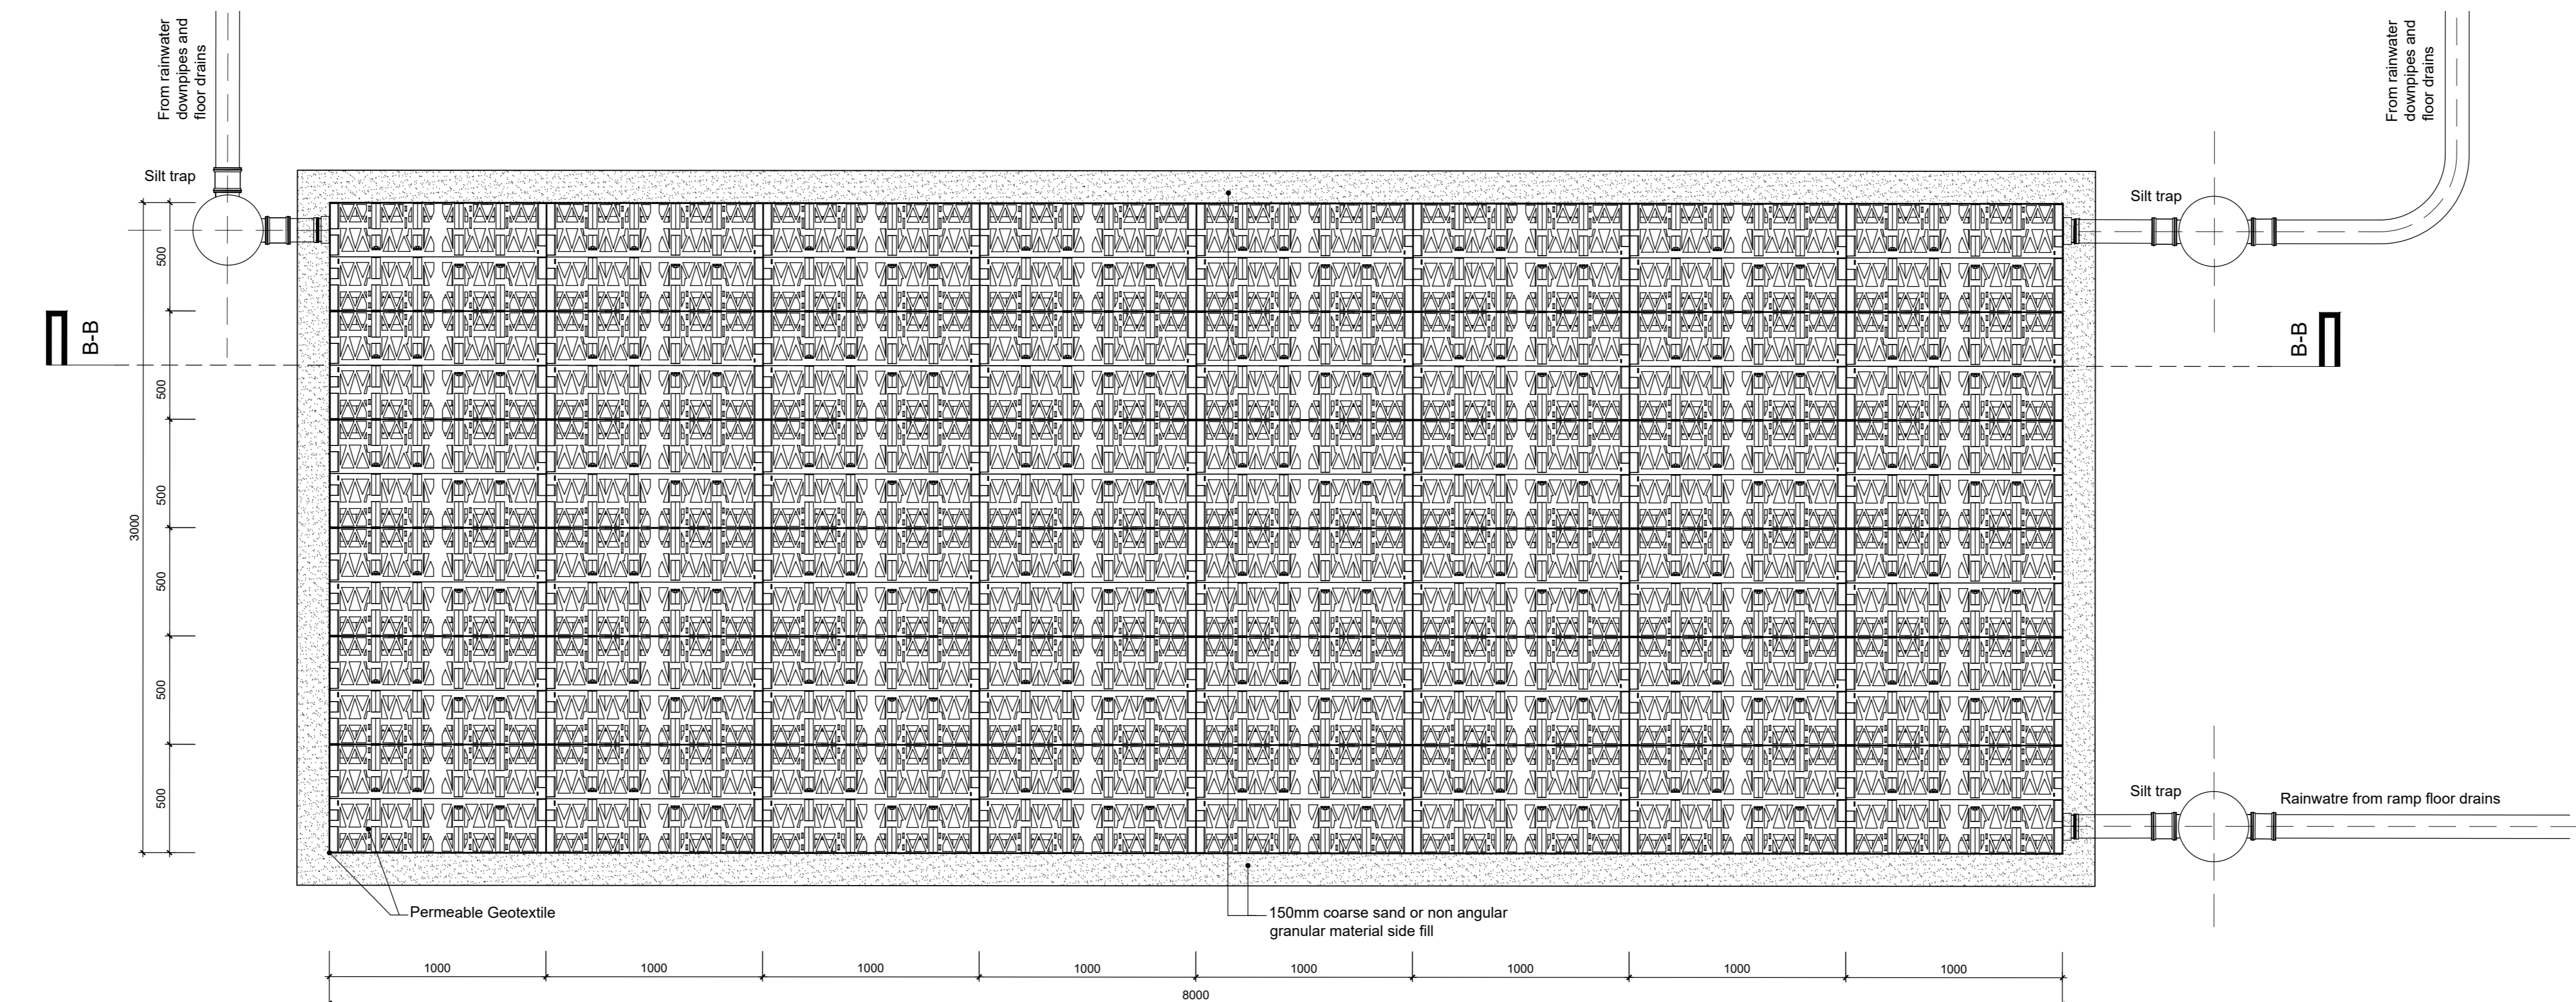 From rainwater
downpipes and
floor drains
From rainwater
downpipes and
floor drains
Silt trap
Silt trap
500
B-B
B-B
500
500
3000
500
500
500
Silt trap
Rainwatre from ramp floor drains
Permeable Geotextile
150mm coarse sand or non angular
granular material side fill
1000
1000
1000
1000
1000
1000
1000
1000
8000